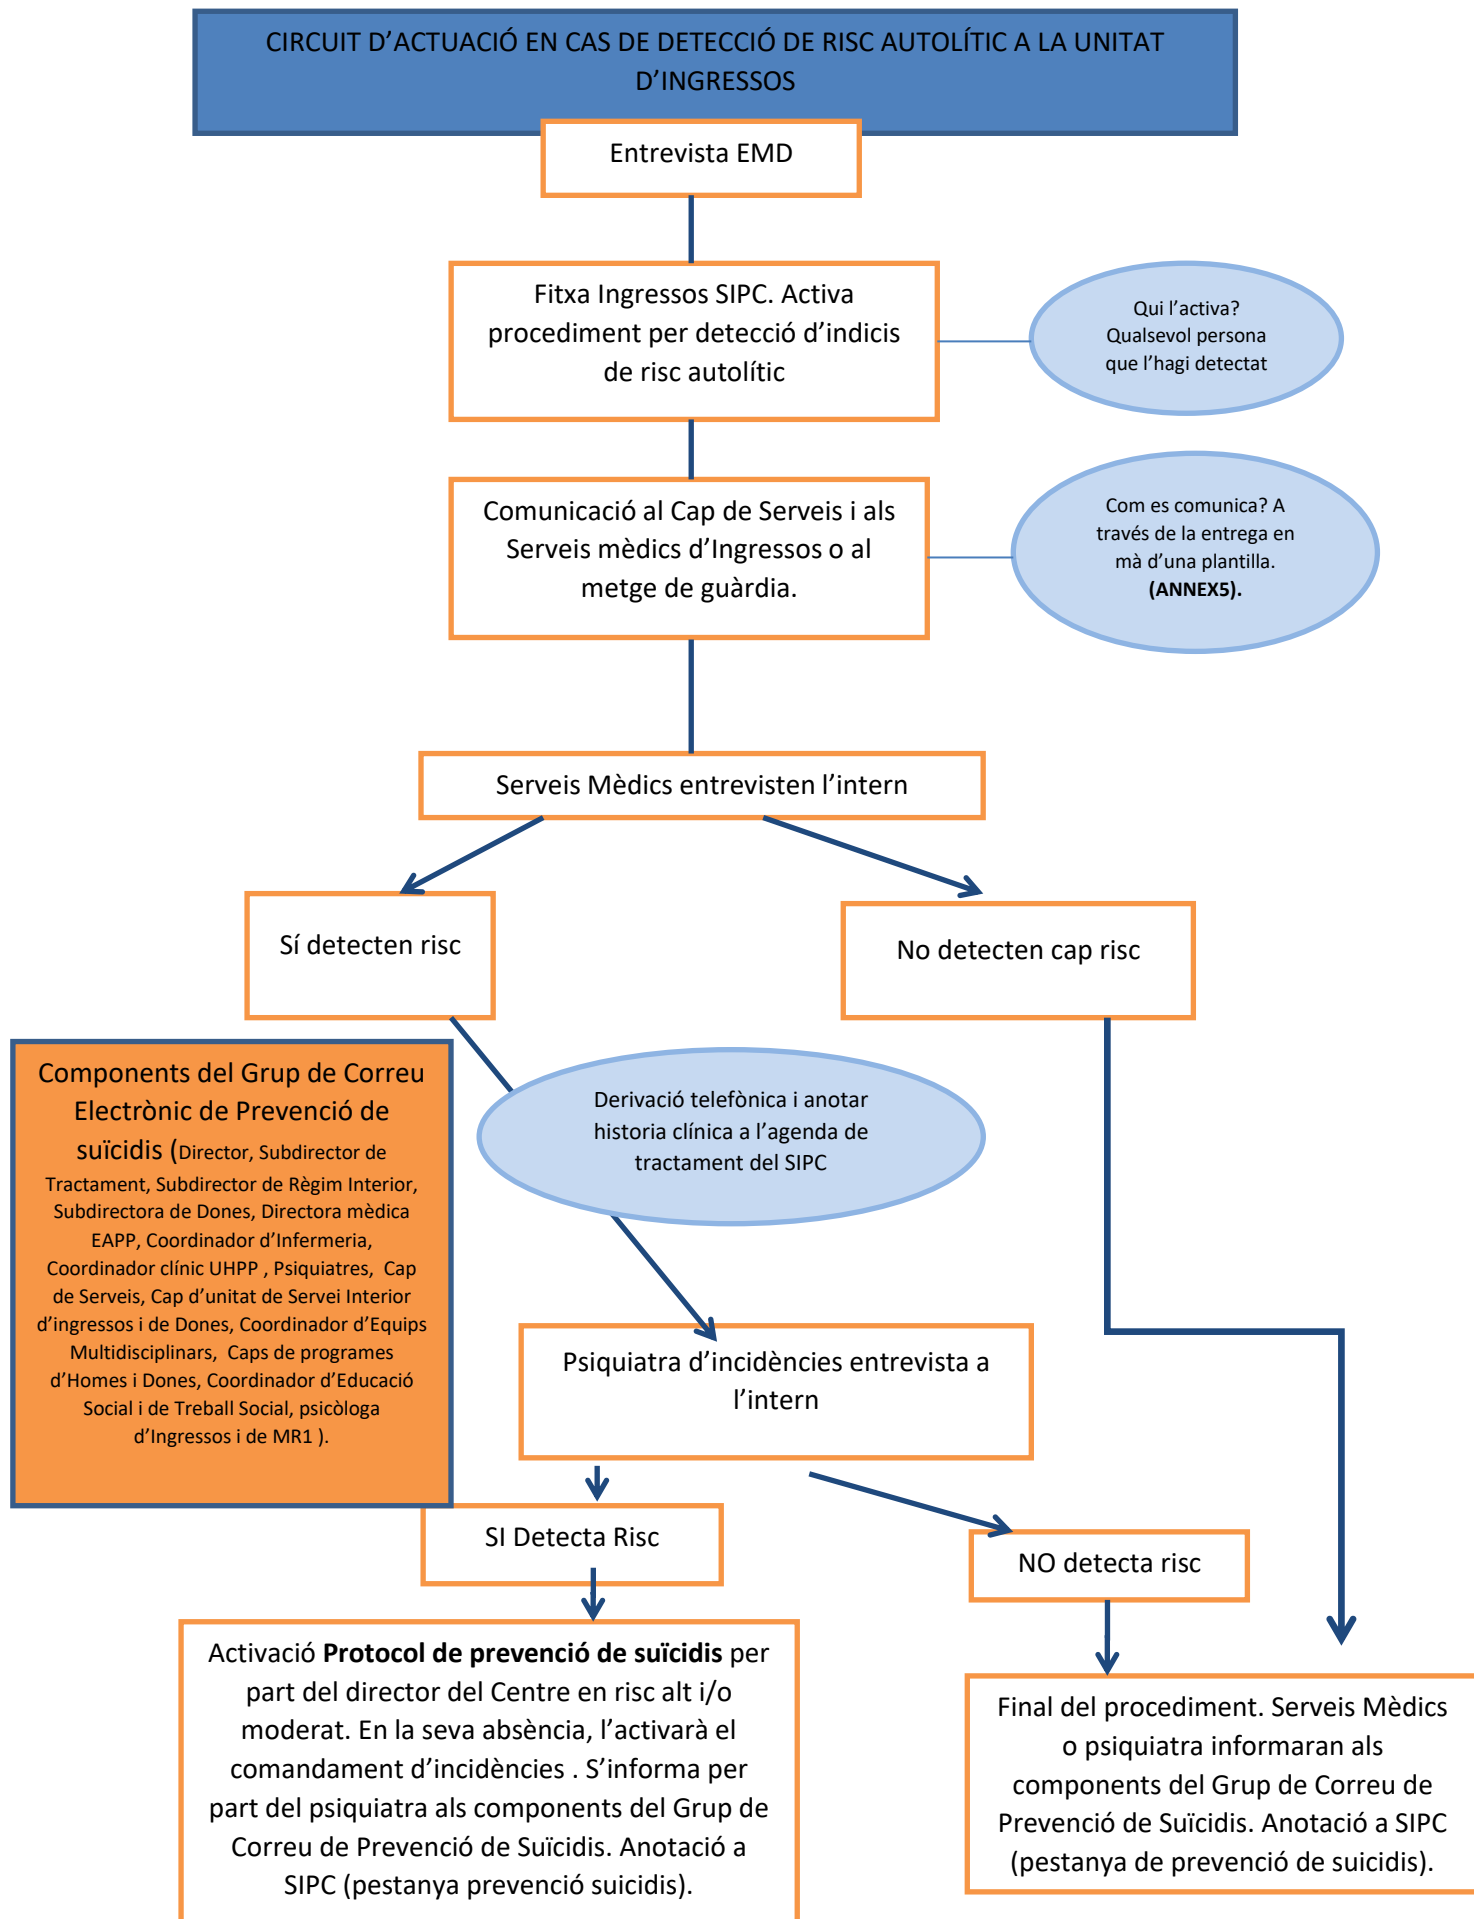 CIRCUIT D’ACTUACIÓ EN CAS DE DETECCIÓ DE RISC AUTOLÍTIC A LA UNITAT
D’INGRESSOS
Entrevista EMD
Fitxa Ingressos SIPC. Activa
procediment per detecció d’indicis
de risc autolític
Qui l’activa?
Qualsevol persona
que l’hagi detectat
Comunicació al Cap de Serveis i als
Serveis mèdics d’Ingressos o al
metge de guàrdia.
Com es comunica? A
través de la entrega en
mà d’una plantilla.
(ANNEX5).
Serveis Mèdics entrevisten l’intern
Sí detecten risc
No detecten cap risc
Components del Grup de Correu
Electrònic de Prevenció de
suïcidis (Director, Subdirector de
Tractament, Subdirector de Règim Interior,
Subdirectora de Dones, Directora mèdica
EAPP, Coordinador d’Infermeria,
Coordinador clínic UHPP , Psiquiatres, Cap
de Serveis, Cap d’unitat de Servei Interior
d’ingressos i de Dones, Coordinador d’Equips
Multidisciplinars, Caps de programes
d’Homes i Dones, Coordinador d’Educació
Social i de Treball Social, psicòloga
d’Ingressos i de MR1 ).
Derivació telefònica i anotar
historia clínica a l’agenda de
tractament del SIPC
Psiquiatra d’incidències entrevista a
l’intern
SI Detecta Risc
NO detecta risc
Activació Protocol de prevenció de suïcidis per
part del director del Centre en risc alt i/o
moderat. En la seva absència, l’activarà el
comandament d’incidències . S’informa per
part del psiquiatra als components del Grup de
Correu de Prevenció de Suïcidis. Anotació a
SIPC (pestanya prevenció suicidis).
Final del procediment. Serveis Mèdics
o psiquiatra informaran als
components del Grup de Correu de
Prevenció de Suïcidis. Anotació a SIPC
(pestanya de prevenció de suicidis).